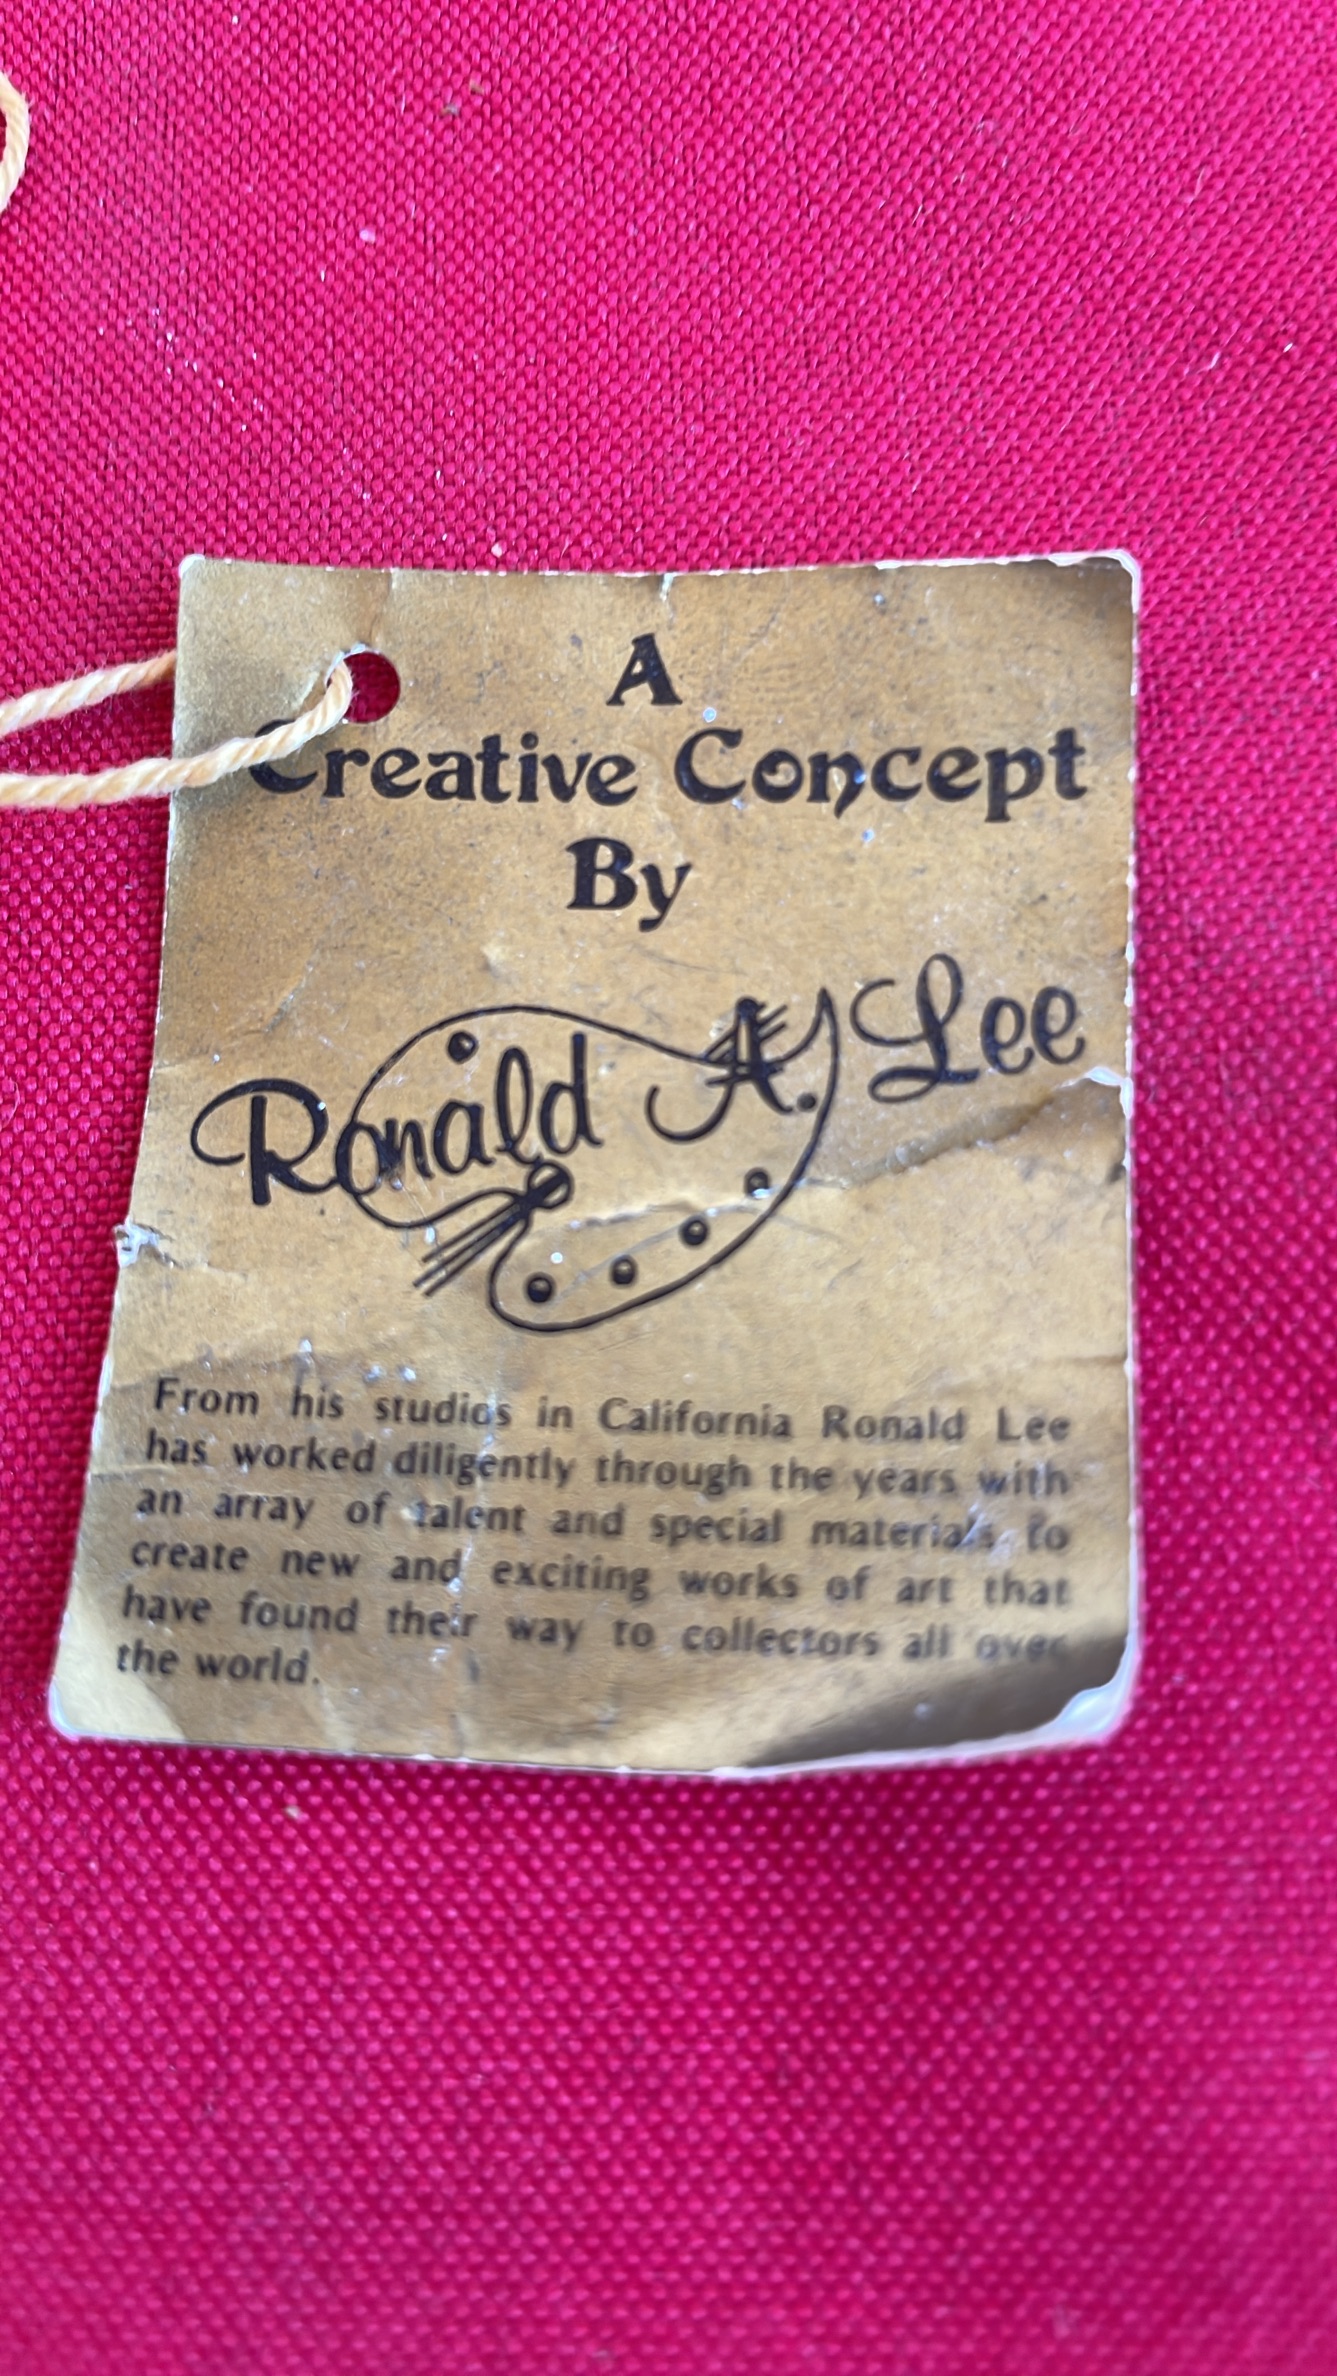 A
Creative Concept
By
Ronald A. Lee
From his studios in California Ronald Lee
has worked diligently through the years with
an array of talent and special materials to
create new and exciting works of art that
have found their way to collectors all over
the world.